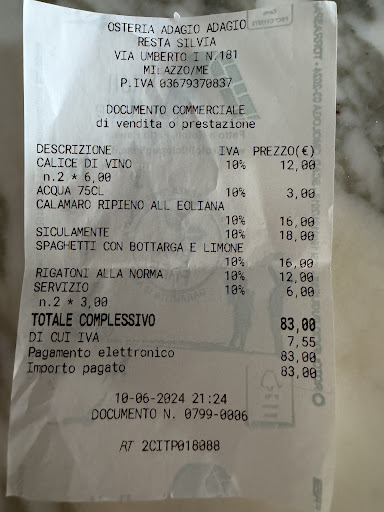 OSTERIA ADAGIO ADAGIO
RESTA SILVIA
VIA UMBERTO I N.181
MILAZZO/ME
P.IVA 03679370837
DOCUMENTO COMMERCIALE
di vendita o prestazione
DESCRIZIONE IVA PREZZO(€)
CALICE DI VINO 10% 12,00
n.2 * 6,00
ACQUA 75CL 10% 3,00
CALAMARO RIPIENO ALL EOLIANA
10% 16,00
SICULAMENTE 10% 18,00
SPAGHETTI CON BOTTARGA E LIMONE
10% 16,00
RIGATONI ALLA NORMA 10% 12,00
SERVIZIO 10% 6,00
n.2 * 3,00
TOTALE COMPLESSIVO 83,00
DI CUI IVA 7,55
Pagamento elettronico 83,00
Importo pagato 83,00
10-06-2024 21:24
DOCUMENTO N. 0799-0006
RT 2CITP018088